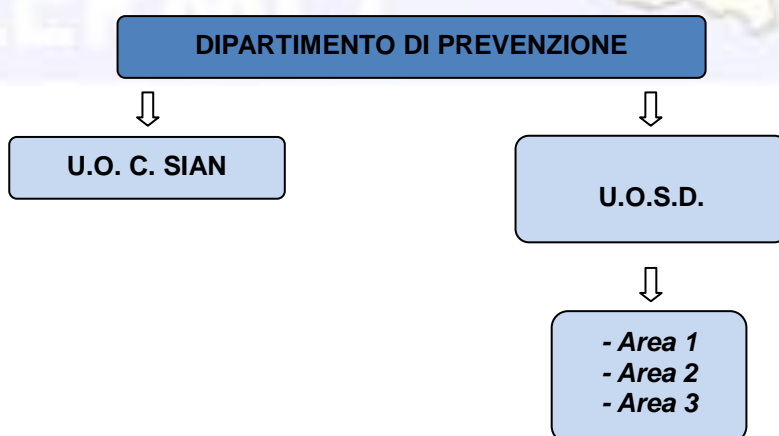 DIPARTIMENTO DI PREVENZIONE
U.O. C. SIAN
U.O.S.D.
- Area 1
- Area 2
- Area 3